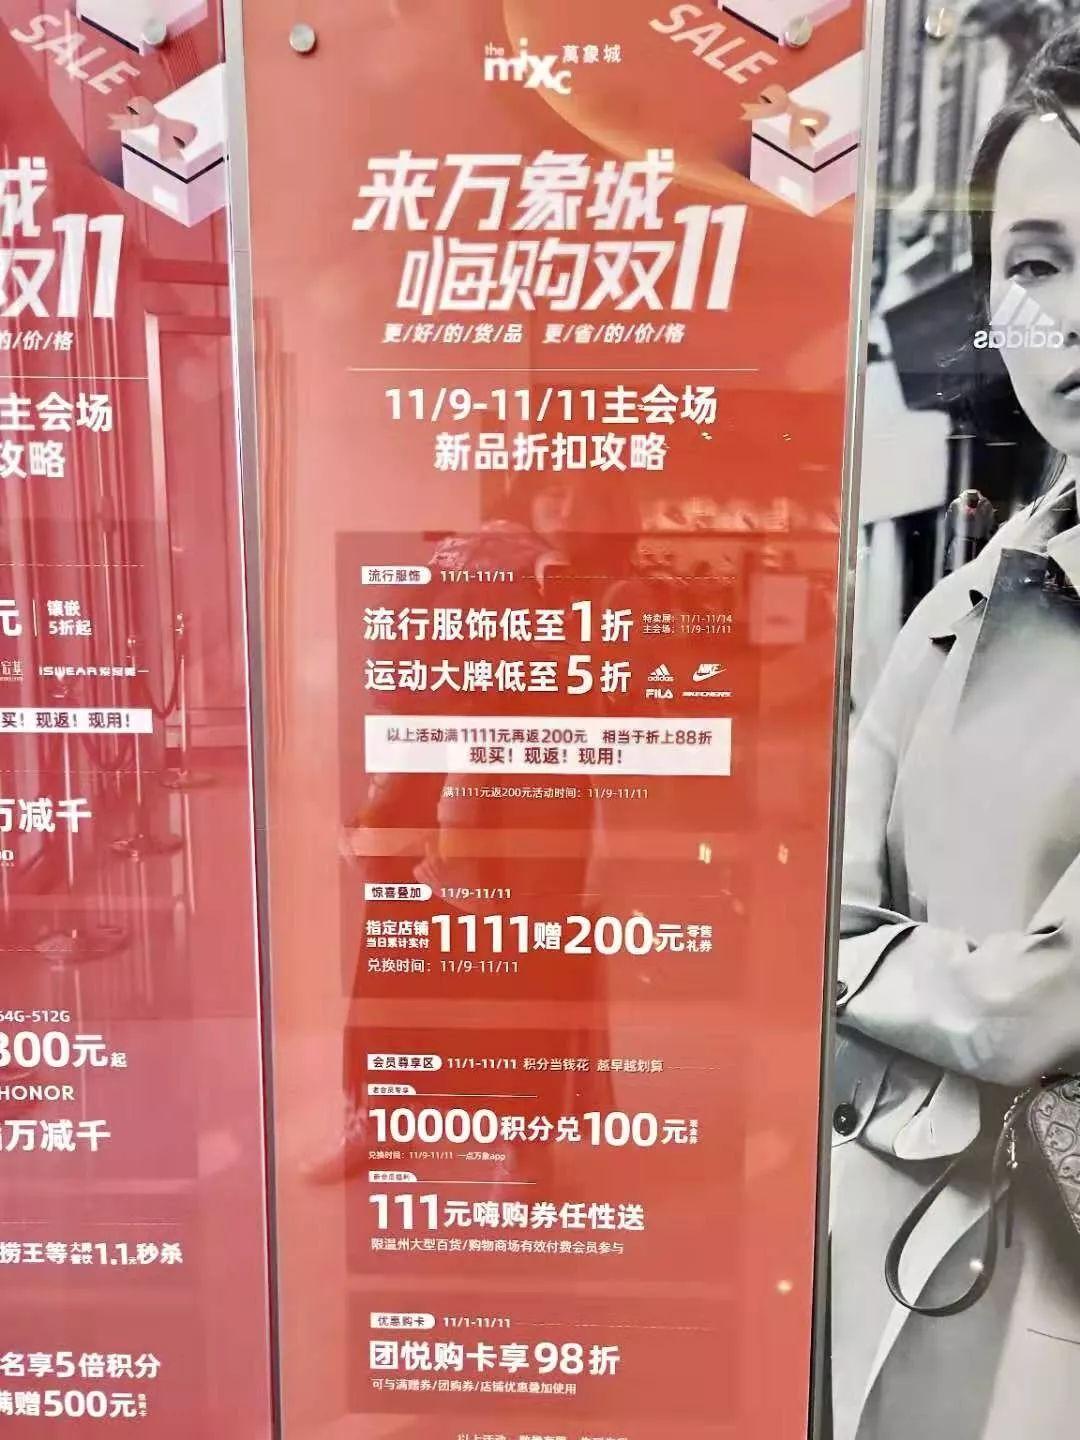 SALE
城
双11
的/价/格
主会场
攻略
元
镶嵌
5折起
买！现返！现用！
万减千
64G-512G
300元起
HONOR
万减千
捞王等大牌餐饮1.1元秒杀
名享5倍积分
满赠500元
SALE
the
mixc
萬象城
来万象城
嗨购双11
更/好/的/货/品 更/省/的/价/格
11/9-11/11主会场
新品折扣攻略
流行服饰 11/1-11/11
流行服饰低至1折
特卖展：11/1-11/14
主会场：11/9-11/11
运动大牌低至5折
adidas NIKE
FILA SKECHERS
以上活动满1111元再返200元 相当于折上88折
现买！现返！现用！
满1111元返200元活动时间：11/9-11/11
惊喜叠加 11/9-11/11
指定店铺
当日累计实付
1111赠200元零售礼券
兑换时间：11/9-11/11
会员尊享区 11/1-11/11 积分当钱花 越早越划算
老会员专享
10000积分兑100元现金券
兑换时间：11/9-11/11 一点万象app
新会员福利
111元嗨购券任性送
限温州大型百货/购物商场有效付费会员参与
优惠购卡 11/1-11/11
团悦购卡享98折
可与满赠券/团购券/店铺优惠叠加使用
adidas